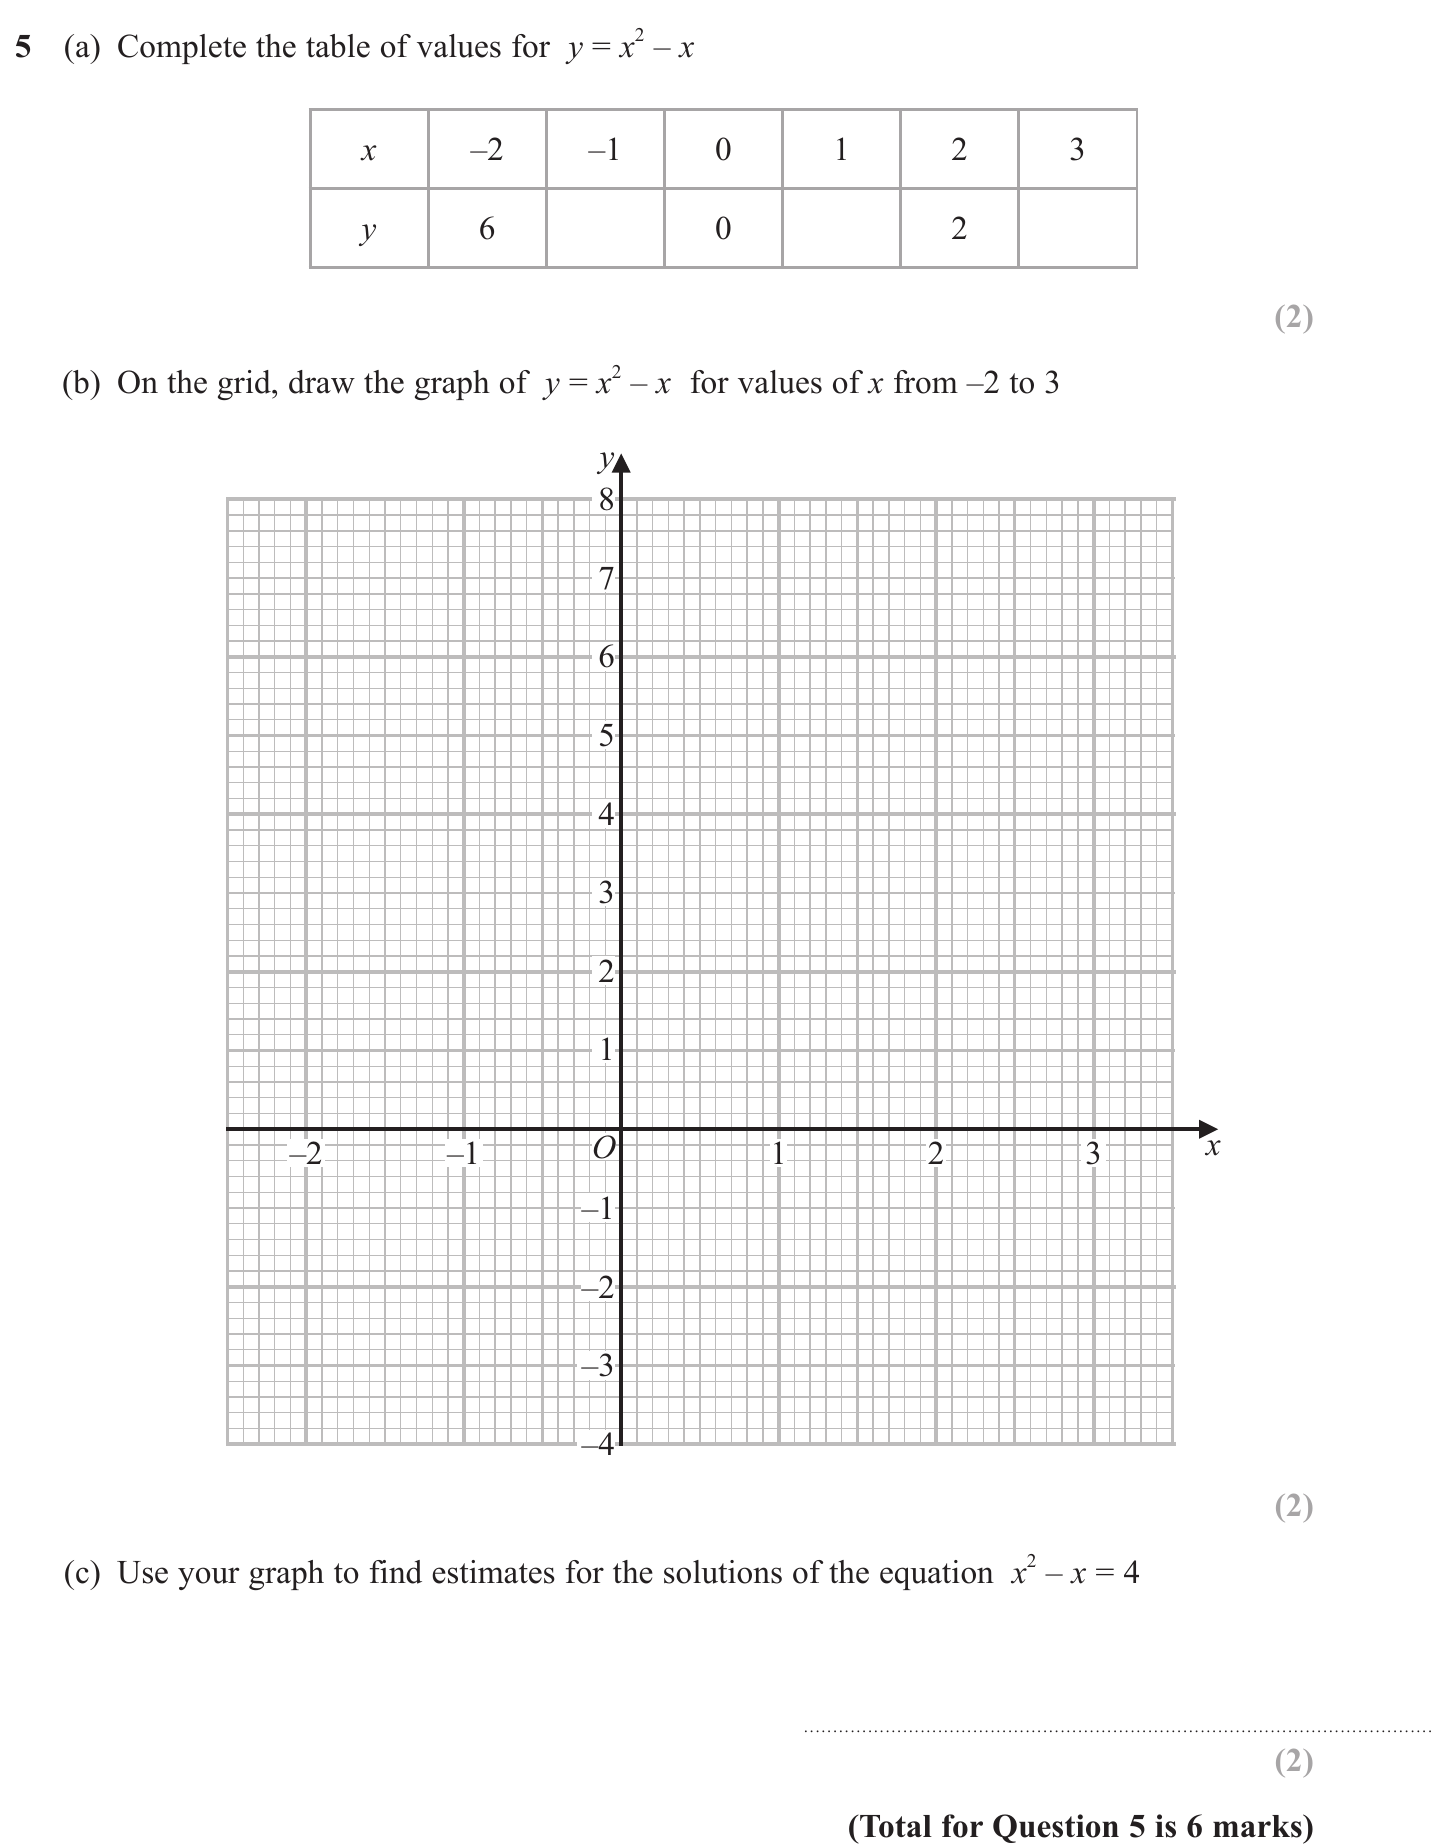 5 (a) Complete the table of values for y = x² – x
x –2 –1 0 1 2 3
y 6 0 2
(2)
(b) On the grid, draw the graph of y = x² – x for values of x from –2 to 3
y
8
7
6
5
4
3
2
1
–2 –1 O 1 2 3 x
–1
–2
–3
–4
(2)
(c) Use your graph to find estimates for the solutions of the equation x² – x = 4
(2)
(Total for Question 5 is 6 marks)